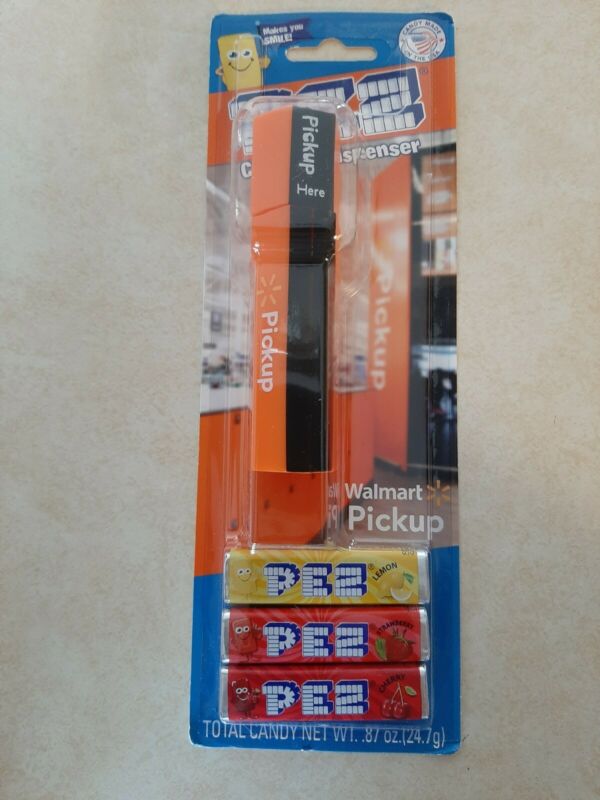 Makes you
SMILE!
CANDY MADE
IN THE USA
PEZ
Dispenser
Pickup
Here
Pickup
Pickup
Walmart
Pickup
PEZ® LEMON
PEZ® STRAWBERRY
PEZ® CHERRY
TOTAL CANDY NET WT. .87 oz.(24.7g)